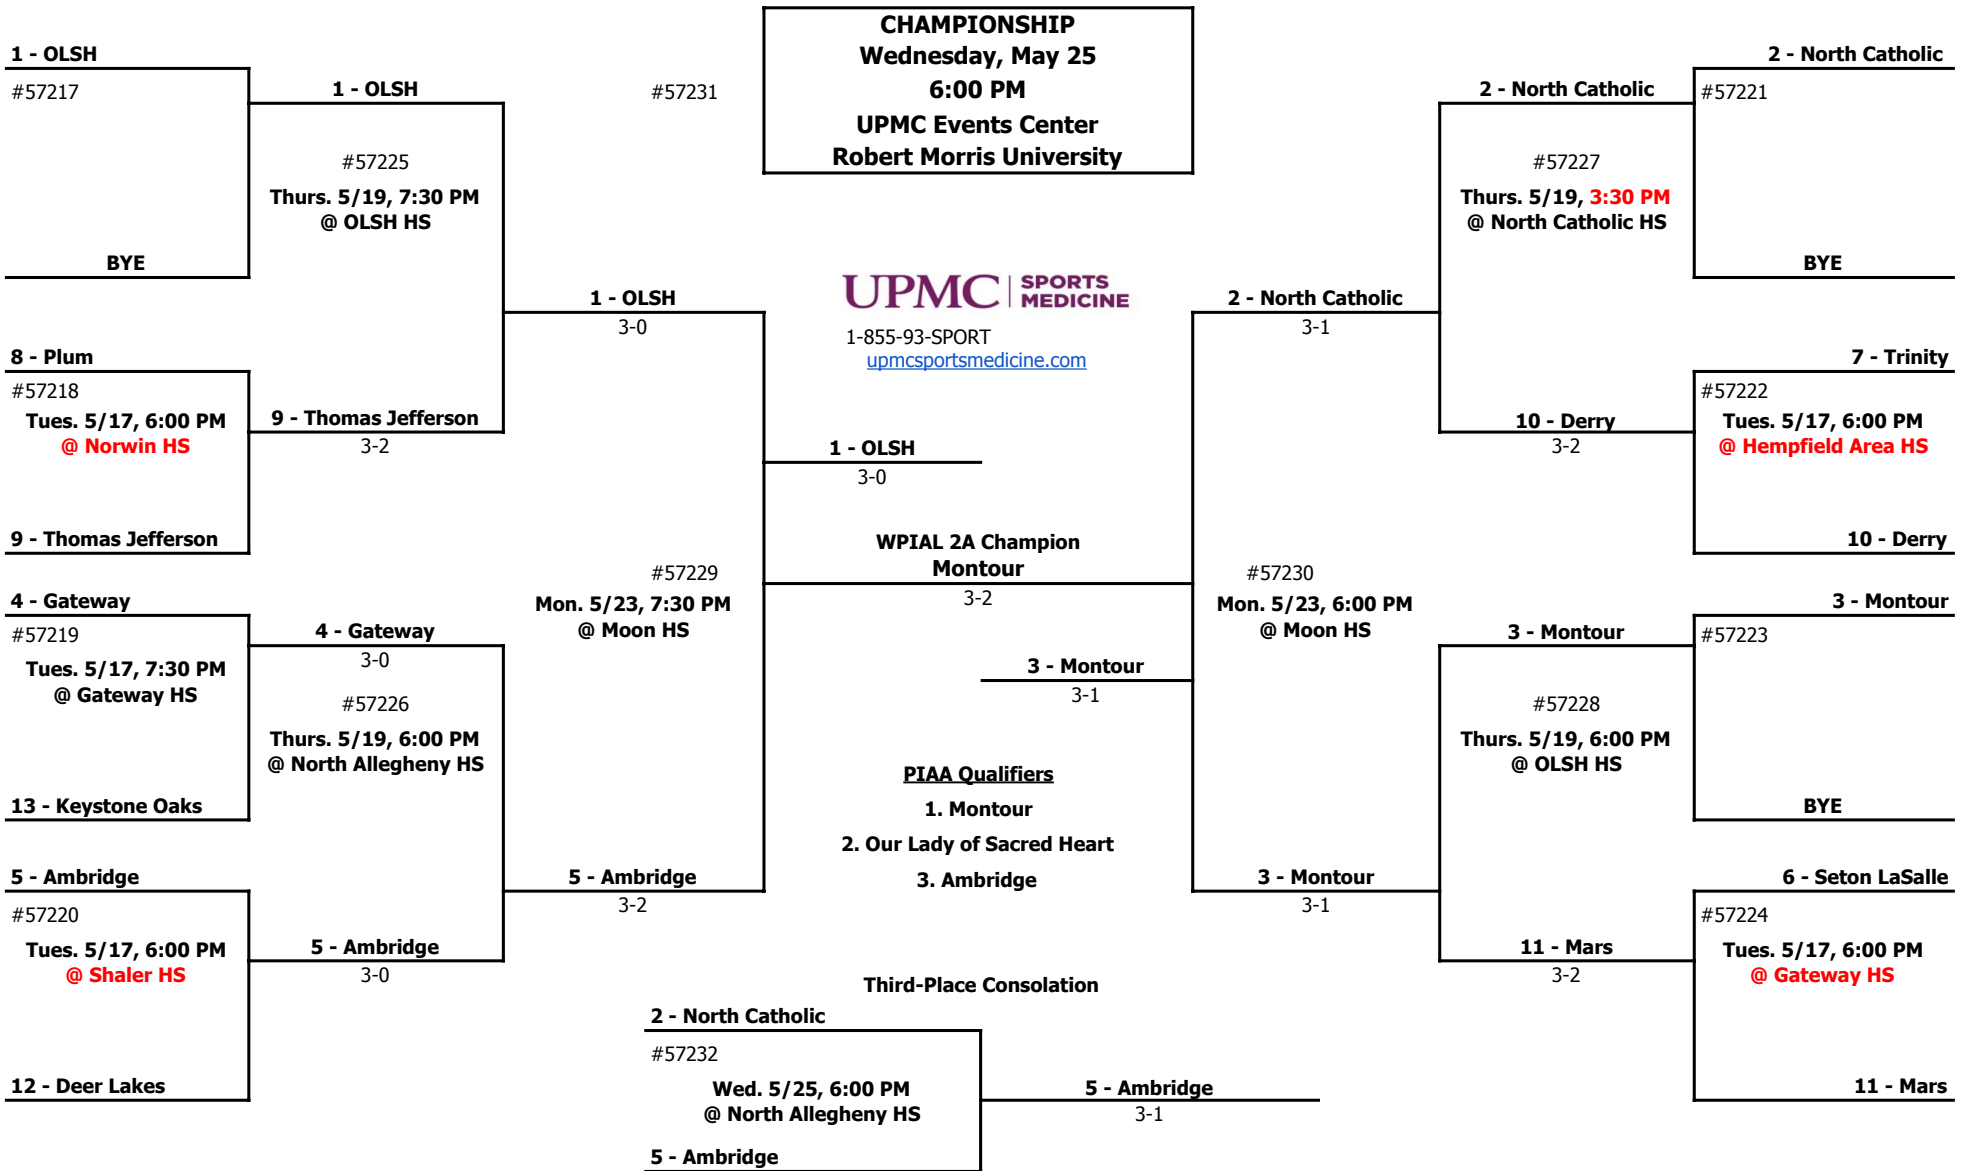 CHAMPIONSHIP
Wednesday, May 25
6:00 PM
UPMC Events Center
Robert Morris University
#57231
1 - OLSH
#57217
BYE
1 - OLSH
#57225
Thurs. 5/19, 7:30 PM
@ OLSH HS
8 - Plum
#57218
Tues. 5/17, 6:00 PM
@ Norwin HS
9 - Thomas Jefferson
9 - Thomas Jefferson
3-2
1 - OLSH
3-0
4 - Gateway
#57219
Tues. 5/17, 7:30 PM
@ Gateway HS
13 - Keystone Oaks
4 - Gateway
3-0
#57226
Thurs. 5/19, 6:00 PM
@ North Allegheny HS
5 - Ambridge
#57220
Tues. 5/17, 6:00 PM
@ Shaler HS
12 - Deer Lakes
5 - Ambridge
3-0
5 - Ambridge
3-2
#57229
Mon. 5/23, 7:30 PM
@ Moon HS
UPMC | SPORTS
MEDICINE
1-855-93-SPORT
upmcsportsmedicine.com
1 - OLSH
3-0
WPIAL 2A Champion
Montour
3-2
3 - Montour
3-1
PIAA Qualifiers
1. Montour
2. Our Lady of Sacred Heart
3. Ambridge
2 - North Catholic
#57221
BYE
2 - North Catholic
#57227
Thurs. 5/19, 3:30 PM
@ North Catholic HS
7 - Trinity
#57222
Tues. 5/17, 6:00 PM
@ Hempfield Area HS
10 - Derry
10 - Derry
3-2
2 - North Catholic
3-1
#57230
Mon. 5/23, 6:00 PM
@ Moon HS
3 - Montour
#57223
BYE
3 - Montour
#57228
Thurs. 5/19, 6:00 PM
@ OLSH HS
6 - Seton LaSalle
#57224
Tues. 5/17, 6:00 PM
@ Gateway HS
11 - Mars
11 - Mars
3-2
3 - Montour
3-1
Third-Place Consolation
2 - North Catholic
#57232
Wed. 5/25, 6:00 PM
@ North Allegheny HS
5 - Ambridge
5 - Ambridge
3-1